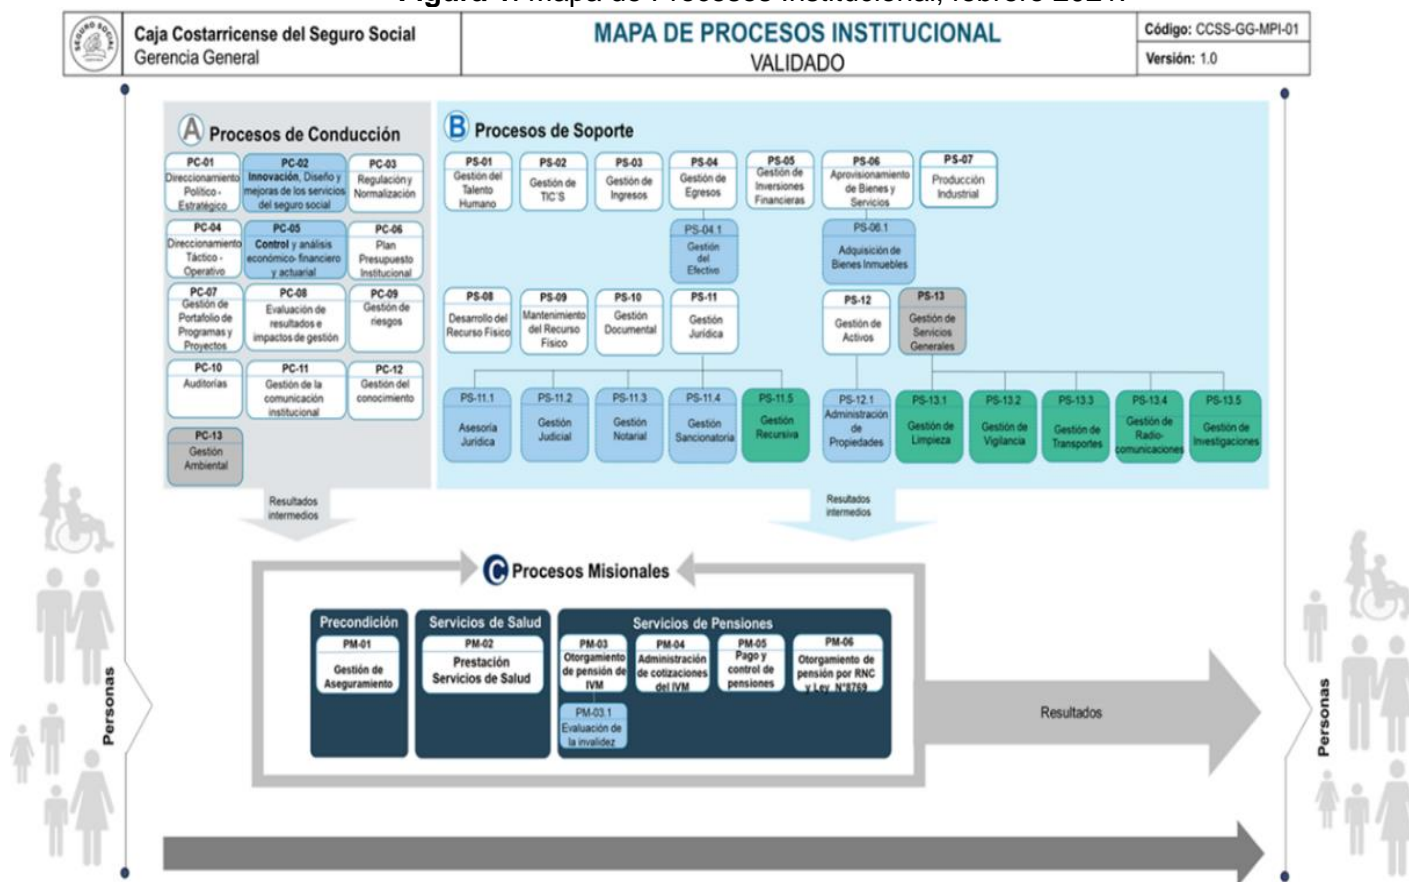 Figura 1. Mapa de Procesos Institucional, febrero 2021.
Caja Costarricense del Seguro Social
Gerencia General
MAPA DE PROCESOS INSTITUCIONAL
VALIDADO
Código: CCSS-GG-MPI-01
Versión: 1.0
A Procesos de Conducción
PC-01
Direccionamiento
Político -
Estratégico
PC-02
Innovación, Diseño y
mejoras de los servicios
del seguro social
PC-03
Regulación y
Normalización
PC-04
Direccionamiento
Táctico -
Operativo
PC-05
Control y análisis
económico- financiero
y actuarial
PC-06
Plan
Presupuesto
Institucional
PC-07
Gestión de
Portafolio de
Programas y
Proyectos
PC-08
Evaluación de
resultados e
impactos de gestión
PC-09
Gestión de
riesgos
PC-10
Auditorías
PC-11
Gestión de la
comunicación
institucional
PC-12
Gestión del
conocimiento
PC-13
Gestión
Ambiental
Resultados
intermedios
B Procesos de Soporte
PS-01
Gestión del
Talento
Humano
PS-02
Gestión de
TIC´S
PS-03
Gestión de
Ingresos
PS-04
Gestión de
Egresos
PS-05
Gestión de
Inversiones
Financieras
PS-06
Aprovisionamiento
de Bienes y
Servicios
PS-07
Producción
Industrial
PS-04.1
Gestión
del
Efectivo
PS-06.1
Adquisición de
Bienes Inmuebles
PS-08
Desarrollo del
Recurso Físico
PS-09
Mantenimiento
del Recurso
Físico
PS-10
Gestión
Documental
PS-11
Gestión
Jurídica
PS-12
Gestión de
Activos
PS-13
Gestión de
Servicios
Generales
PS-11.1
Asesoría
Jurídica
PS-11.2
Gestión
Judicial
PS-11.3
Gestión
Notarial
PS-11.4
Gestión
Sancionatoria
PS-11.5
Gestión
Recursiva
PS-12.1
Administración
de
Propiedades
PS-13.1
Gestión de
Limpieza
PS-13.2
Gestión de
Vigilancia
PS-13.3
Gestión de
Transportes
PS-13.4
Gestión de
Radio-
comunicaciones
PS-13.5
Gestión de
Investigaciones
Resultados
intermedios
C Procesos Misionales
Precondición
PM-01
Gestión de
Aseguramiento
Servicios de Salud
PM-02
Prestación
Servicios de Salud
Servicios de Pensiones
PM-03
Otorgamiento
de pensión de
IVM
PM-04
Administración
de cotizaciones
del IVM
PM-05
Pago y
control de
pensiones
PM-06
Otorgamiento de
pensión por RNC
y Ley N°8769
PM-03.1
Evaluación de
la invalidez
Resultados
Personas
Personas